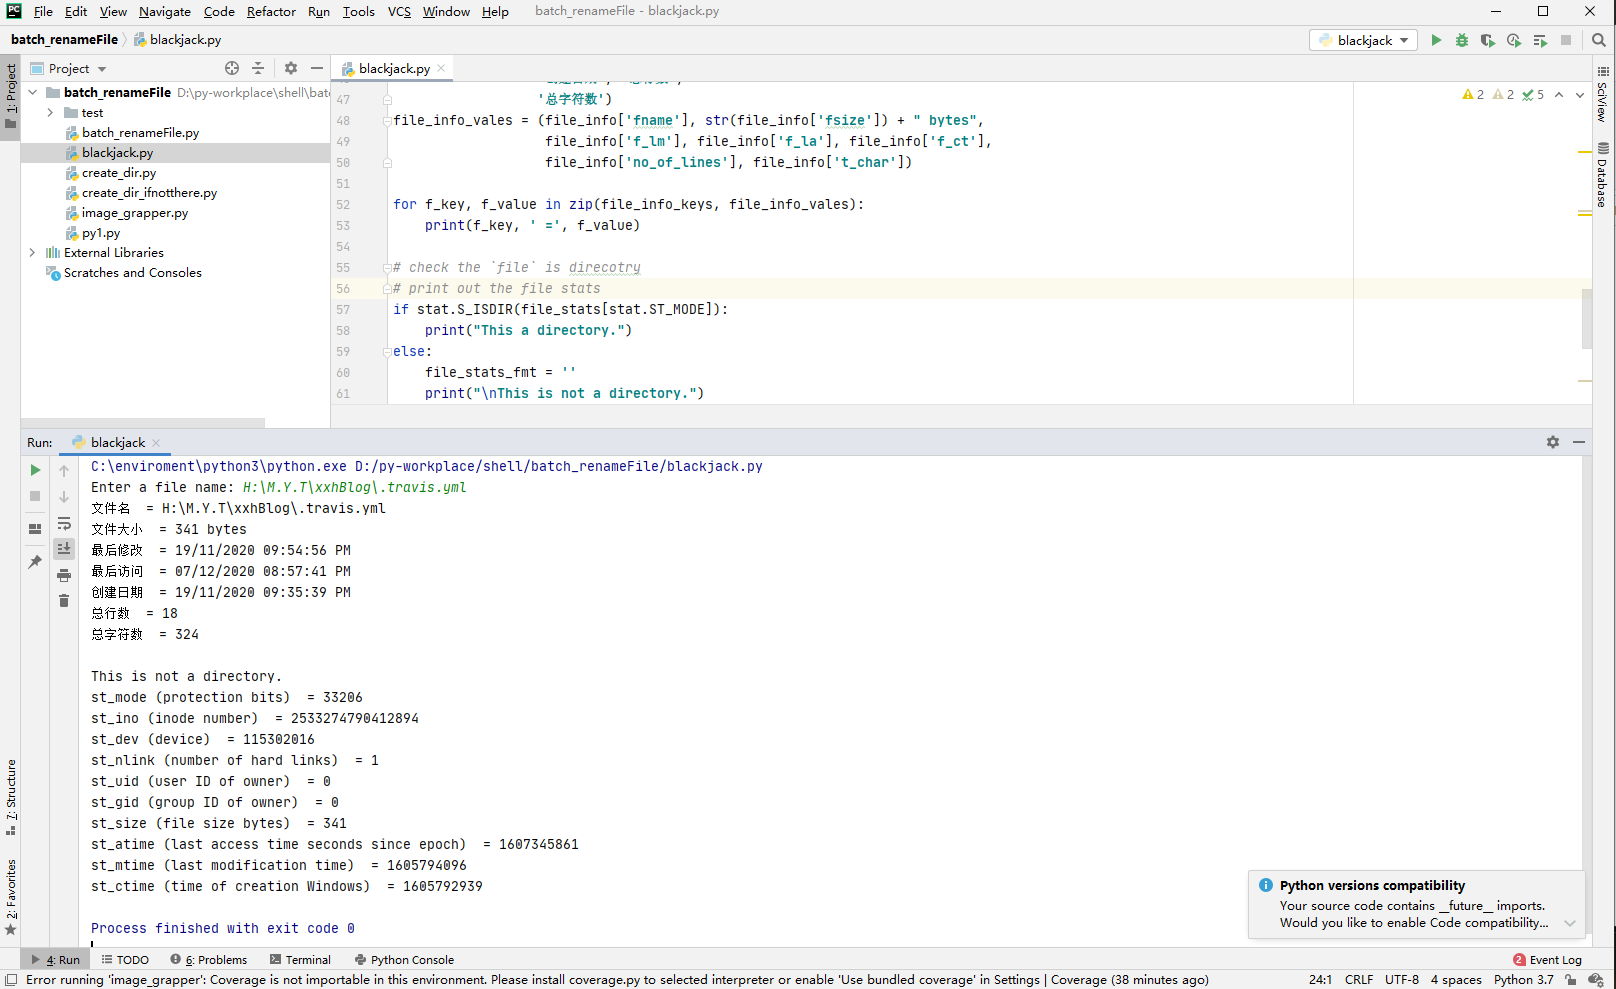 File Edit View Navigate Code Refactor Run Tools VCS Window Help batch_renameFile - blackjack.py
batch_renameFile blackjack.py blackjack
1: Project
Project
batch_renameFile D:\py-workplace\shell\bat
test
batch_renameFile.py
blackjack.py
create_dir.py
create_dir_ifnotthere.py
image_grapper.py
py1.py
External Libraries
Scratches and Consoles
blackjack.py
2 2 5
47 '总字符数')
48 file_info_vales = (file_info['fname'], str(file_info['fsize']) + " bytes",
49 file_info['f_lm'], file_info['f_la'], file_info['f_ct'],
50 file_info['no_of_lines'], file_info['t_char'])
51
52 for f_key, f_value in zip(file_info_keys, file_info_vales):
53 print(f_key, ' =', f_value)
54
55 # check the `file` is direcotry
56 # print out the file stats
57 if stat.S_ISDIR(file_stats[stat.ST_MODE]):
58 print("This a directory.")
59 else:
60 file_stats_fmt = ''
61 print("\nThis is not a directory.")
SciView
Database
Run: blackjack
C:\enviroment\python3\python.exe D:/py-workplace/shell/batch_renameFile/blackjack.py
Enter a file name: H:\M.Y.T\xxhBlog\.travis.yml
文件名  = H:\M.Y.T\xxhBlog\.travis.yml
文件大小  = 341 bytes
最后修改  = 19/11/2020 09:54:56 PM
最后访问  = 07/12/2020 08:57:41 PM
创建日期  = 19/11/2020 09:35:39 PM
总行数  = 18
总字符数  = 324
This is not a directory.
st_mode (protection bits)  = 33206
st_ino (inode number)  = 2533274790412894
st_dev (device)  = 115302016
st_nlink (number of hard links)  = 1
st_uid (user ID of owner)  = 0
st_gid (group ID of owner)  = 0
st_size (file size bytes)  = 341
st_atime (last access time seconds since epoch)  = 1607345861
st_mtime (last modification time)  = 1605794096
st_ctime (time of creation Windows)  = 1605792939
Process finished with exit code 0
7: Structure
2: Favorites
Python versions compatibility
Your source code contains __future__ imports.
Would you like to enable Code compatibility...
4: Run TODO 6: Problems Terminal Python Console 2 Event Log
Error running 'image_grapper': Coverage is not importable in this environment. Please install coverage.py to selected interpreter or enable 'Use bundled coverage' in Settings | Coverage (38 minutes ago) 24:1 CRLF UTF-8 4 spaces Python 3.7